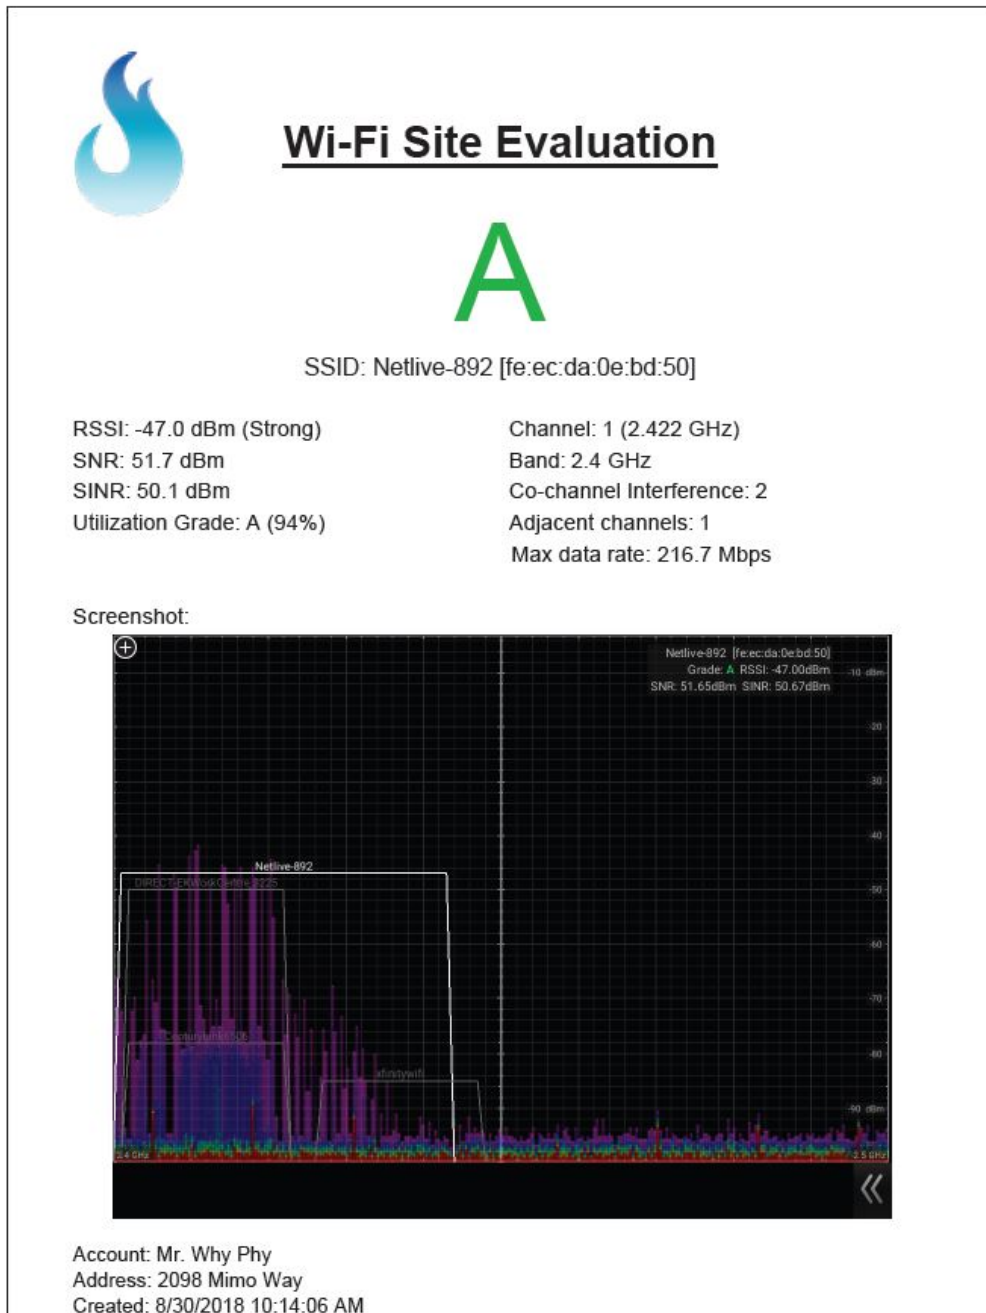 Wi-Fi Site Evaluation
A
SSID: Netlive-892 [fe:ec:da:0e:bd:50]
RSSI: -47.0 dBm (Strong)
SNR: 51.7 dBm
SINR: 50.1 dBm
Utilization Grade: A (94%)
Channel: 1 (2.422 GHz)
Band: 2.4 GHz
Co-channel Interference: 2
Adjacent channels: 1
Max data rate: 216.7 Mbps
Screenshot:
Netlive-892 [fe:ec:da:0e:bd:50]
Grade: A RSSI: -47.00dBm
SNR: 51.65dBm SINR: 50.67dBm
-10 dBm
-20
-30
-40
-50
-60
-70
-80
-90 dBm
Netlive-892
xfinitywifi
2.4 GHz
2.5 GHz
Account: Mr. Why Phy
Address: 2098 Mimo Way
Created: 8/30/2018 10:14:06 AM